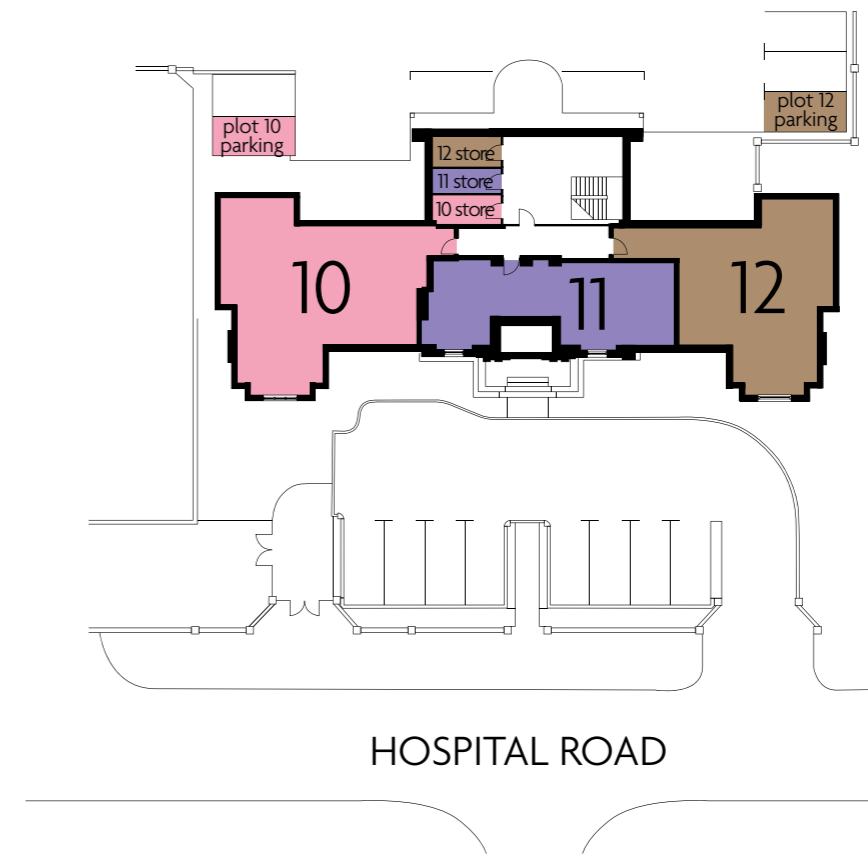 plot 10
parking
plot 12
parking
12 store
11 store
10 store
10
11
12
HOSPITAL ROAD